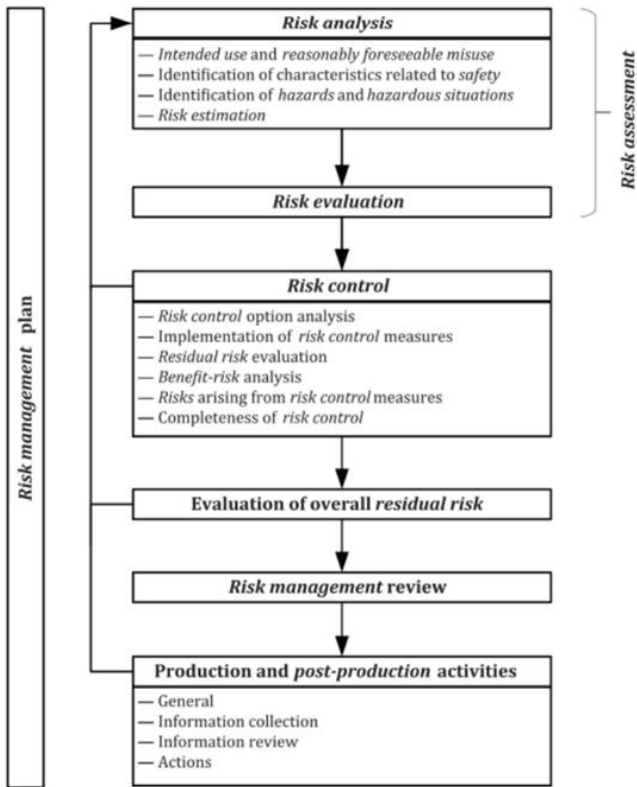 Risk analysis
— Intended use and reasonably foreseeable misuse
— Identification of characteristics related to safety
— Identification of hazards and hazardous situations
— Risk estimation
Risk evaluation
Risk assessment
Risk control
— Risk control option analysis
— Implementation of risk control measures
— Residual risk evaluation
— Benefit-risk analysis
— Risks arising from risk control measures
— Completeness of risk control
Risk management plan
Evaluation of overall residual risk
Risk management review
Production and post-production activities
— General
— Information collection
— Information review
— Actions